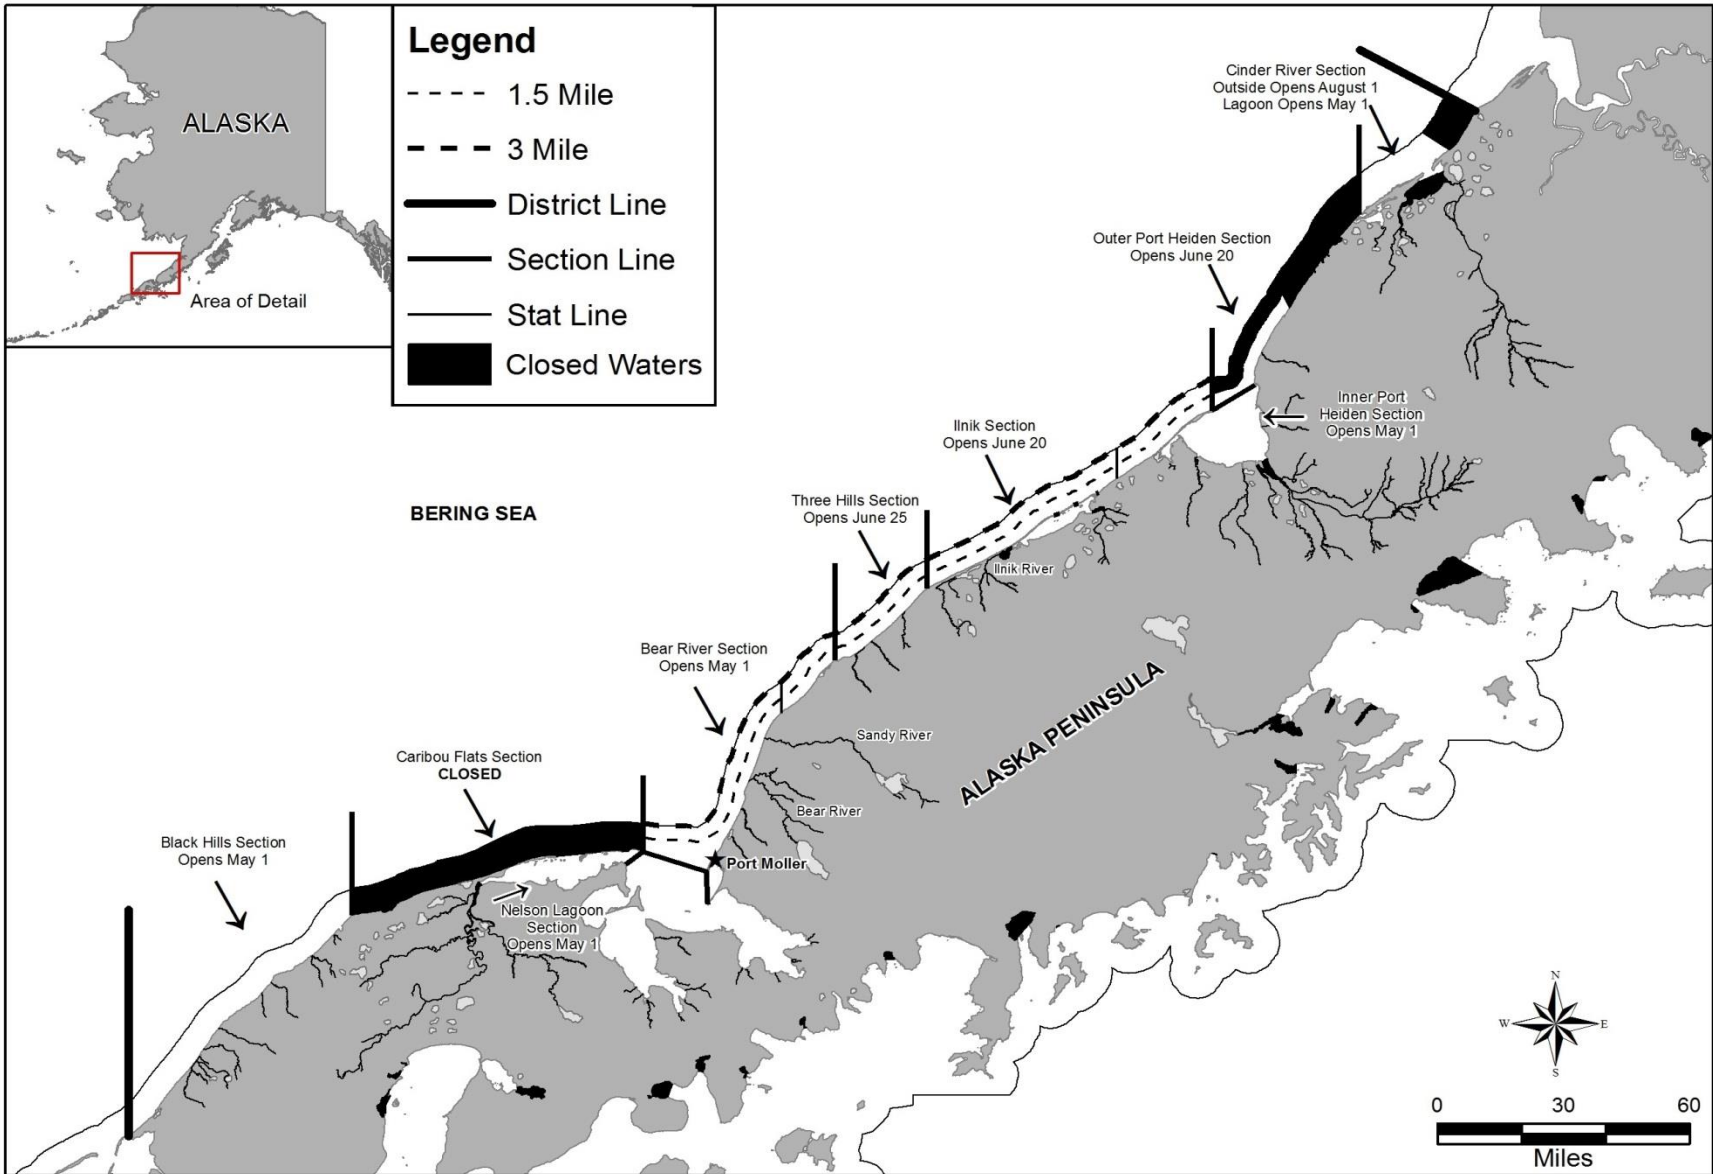 ALASKA
Area of Detail
Legend
1.5 Mile
3 Mile
District Line
Section Line
Stat Line
Closed Waters
Cinder River Section
Outside Opens August 1
Lagoon Opens May 1
Outer Port Heiden Section
Opens June 20
Inner Port
Heiden Section
Opens May 1
Ilnik Section
Opens June 20
Three Hills Section
Opens June 25
BERING SEA
Ilnik River
Bear River Section
Opens May 1
Sandy River
ALASKA PENINSULA
Caribou Flats Section
CLOSED
Bear River
Black Hills Section
Opens May 1
Port Moller
Nelson Lagoon
Section
Opens May 1
N
W
E
S
0 30 60
Miles